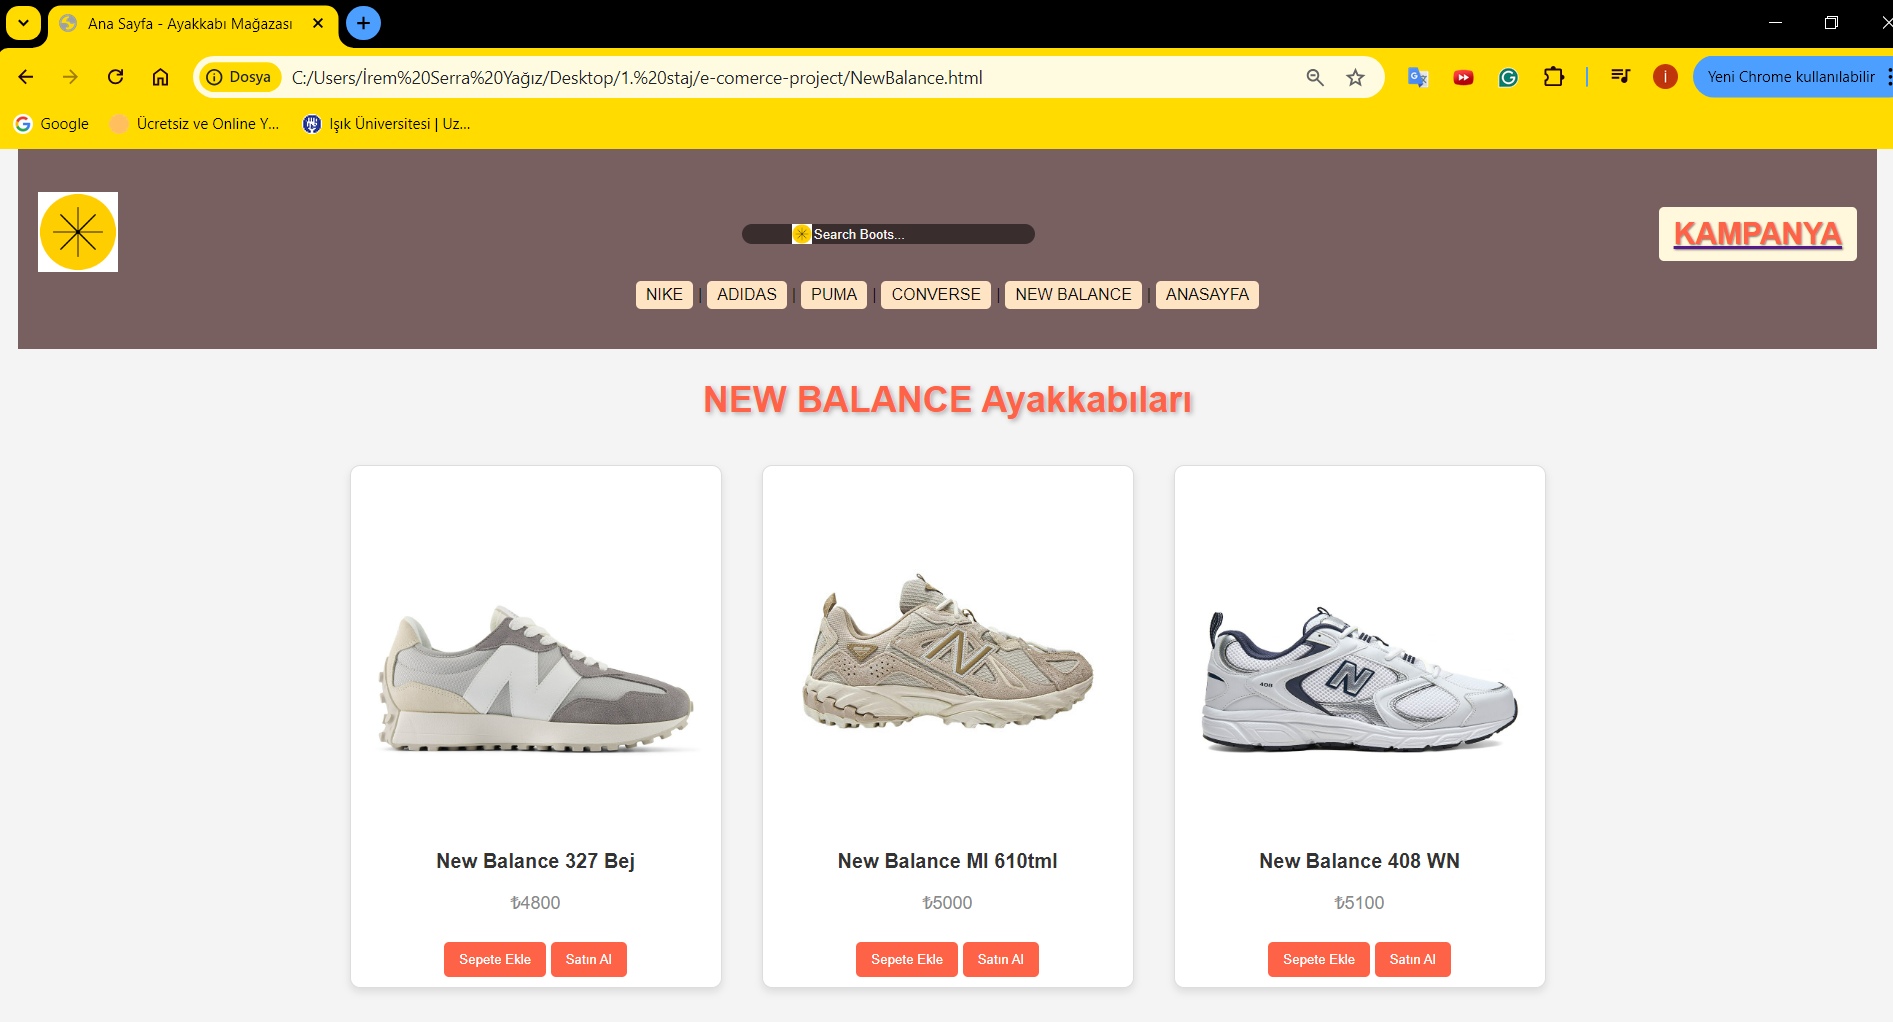 Ana Sayfa - Ayakkabı Mağazası
Dosya C:/Users/İrem%20Serra%20Yağız/Desktop/1.%20staj/e-comerce-project/NewBalance.html
İ
Yeni Chrome kullanılabilir
Google Ücretsiz ve Online Y... Işık Üniversitesi | Uz...
Search Boots...
KAMPANYA
NIKE | ADIDAS | PUMA | CONVERSE | NEW BALANCE | ANASAYFA
NEW BALANCE Ayakkabıları
N
N
408 N
New Balance 327 Bej
New Balance Ml 610tml
New Balance 408 WN
₺4800
₺5000
₺5100
Sepete Ekle Satın Al
Sepete Ekle Satın Al
Sepete Ekle Satın Al